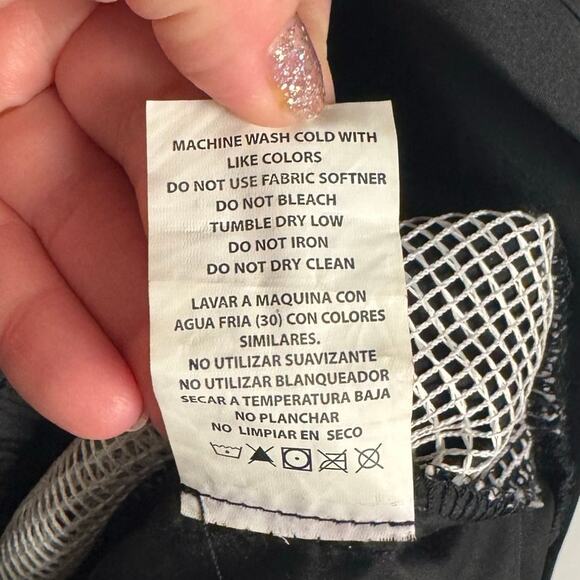 MACHINE WASH COLD WITH
LIKE COLORS
DO NOT USE FABRIC SOFTNER
DO NOT BLEACH
TUMBLE DRY LOW
DO NOT IRON
DO NOT DRY CLEAN
LAVAR A MAQUINA CON
AGUA FRIA (30) CON COLORES
SIMILARES.
NO UTILIZAR SUAVIZANTE
NO UTILIZAR BLANQUEADOR
SECAR A TEMPERATURA BAJA
NO PLANCHAR
NO LIMPIAR EN SECO